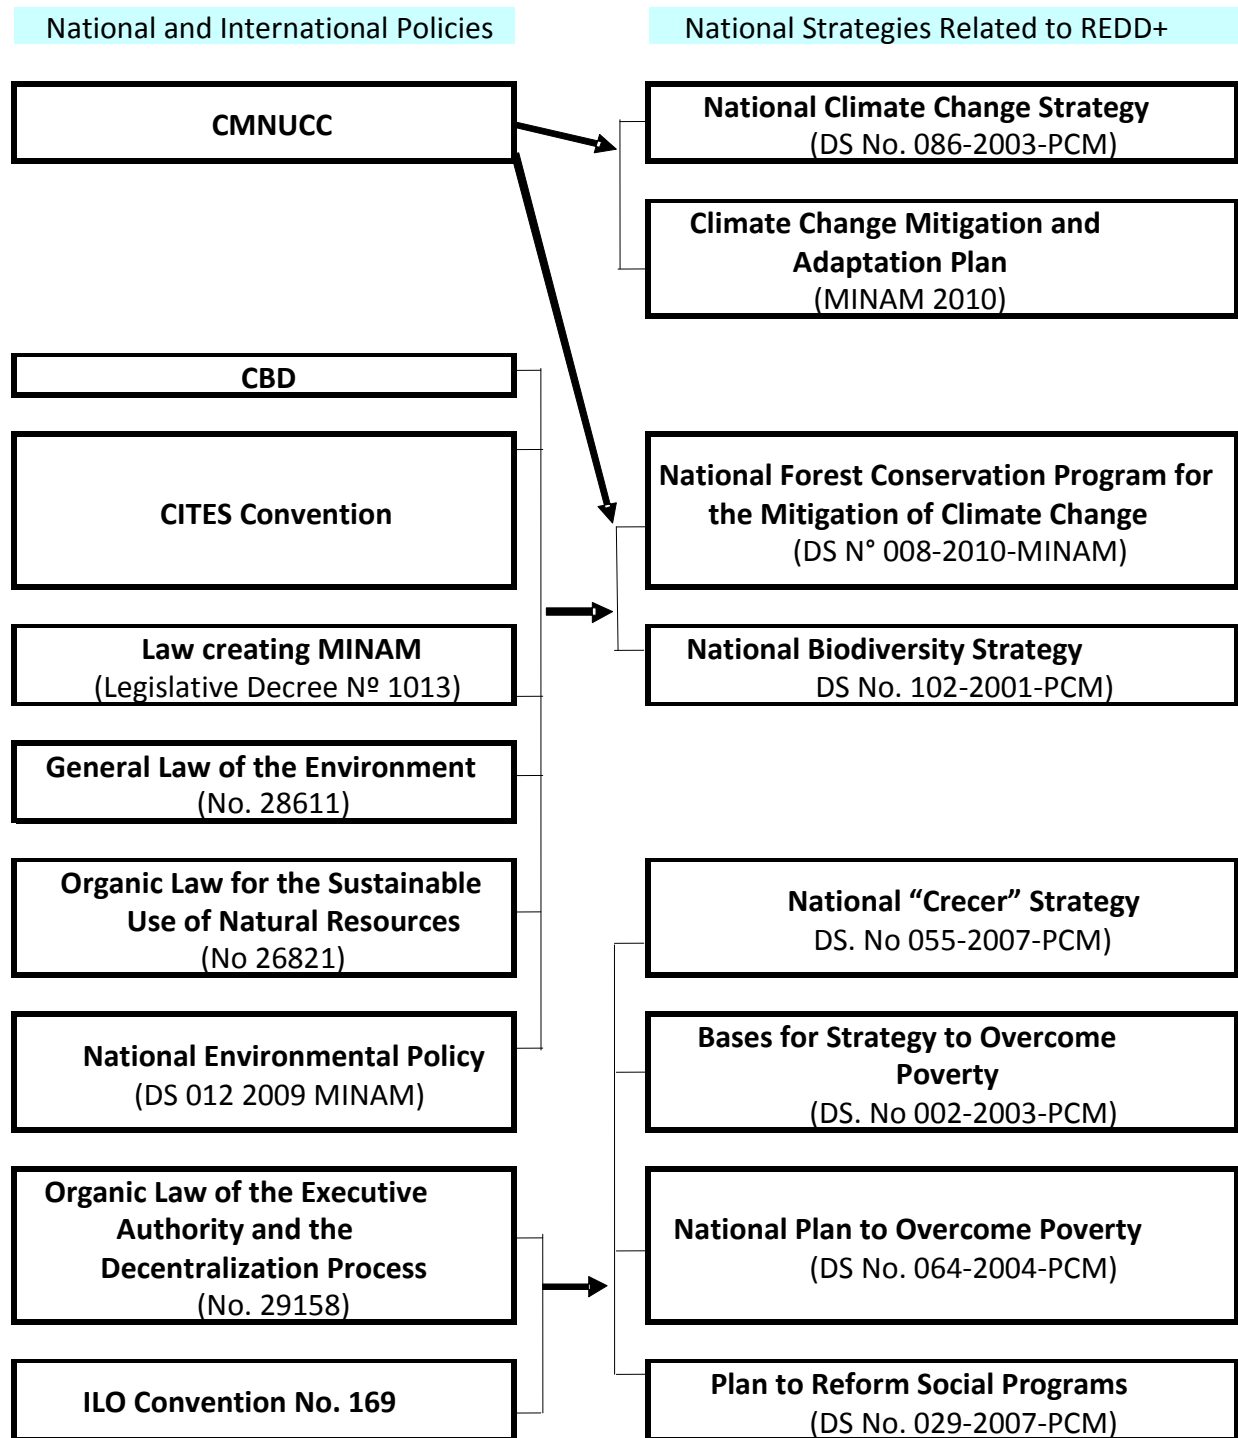 National and International Policies
National Strategies Related to REDD+
CMNUCC
National Climate Change Strategy
(DS No. 086-2003-PCM)
Climate Change Mitigation and
Adaptation Plan
(MINAM 2010)
CBD
CITES Convention
National Forest Conservation Program for
the Mitigation of Climate Change
(DS N° 008-2010-MINAM)
Law creating MINAM
(Legislative Decree Nº 1013)
National Biodiversity Strategy
DS No. 102-2001-PCM)
General Law of the Environment
(No. 28611)
Organic Law for the Sustainable
Use of Natural Resources
(No 26821)
National “Crecer” Strategy
DS. No 055-2007-PCM)
National Environmental Policy
(DS 012 2009 MINAM)
Bases for Strategy to Overcome
Poverty
(DS. No 002-2003-PCM)
Organic Law of the Executive
Authority and the
Decentralization Process
(No. 29158)
National Plan to Overcome Poverty
(DS No. 064-2004-PCM)
ILO Convention No. 169
Plan to Reform Social Programs
(DS No. 029-2007-PCM)